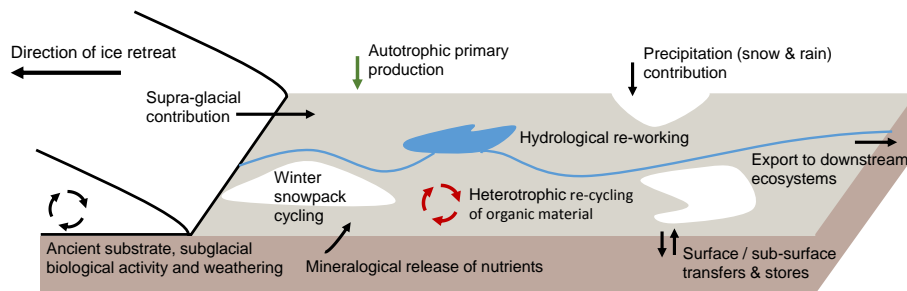 Direction of ice retreat
Autotrophic primary
production
Precipitation (snow & rain)
contribution
Supra-glacial
contribution
Hydrological re-working
Export to downstream
ecosystems
Winter
snowpack
cycling
Heterotrophic re-cycling
of organic material
Ancient substrate, subglacial
biological activity and weathering
Mineralogical release of nutrients
Surface / sub-surface
transfers & stores